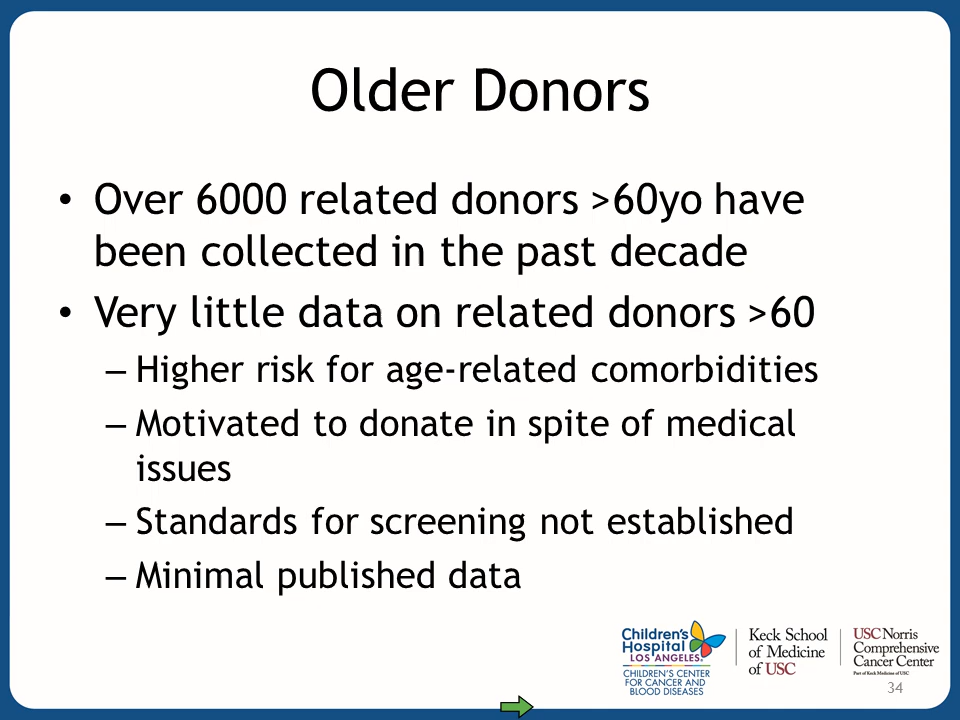 Older Donors
• Over 6000 related donors >60yo have
been collected in the past decade
• Very little data on related donors >60
– Higher risk for age-related comorbidities
– Motivated to donate in spite of medical
issues
– Standards for screening not established
– Minimal published data
Children's
Hospital
LOS ANGELES.
CHILDREN'S CENTER
FOR CANCER AND
BLOOD DISEASES
Keck School
of Medicine
of USC
USC Norris
Comprehensive
Cancer Center
Part of Keck Medicine of USC
34